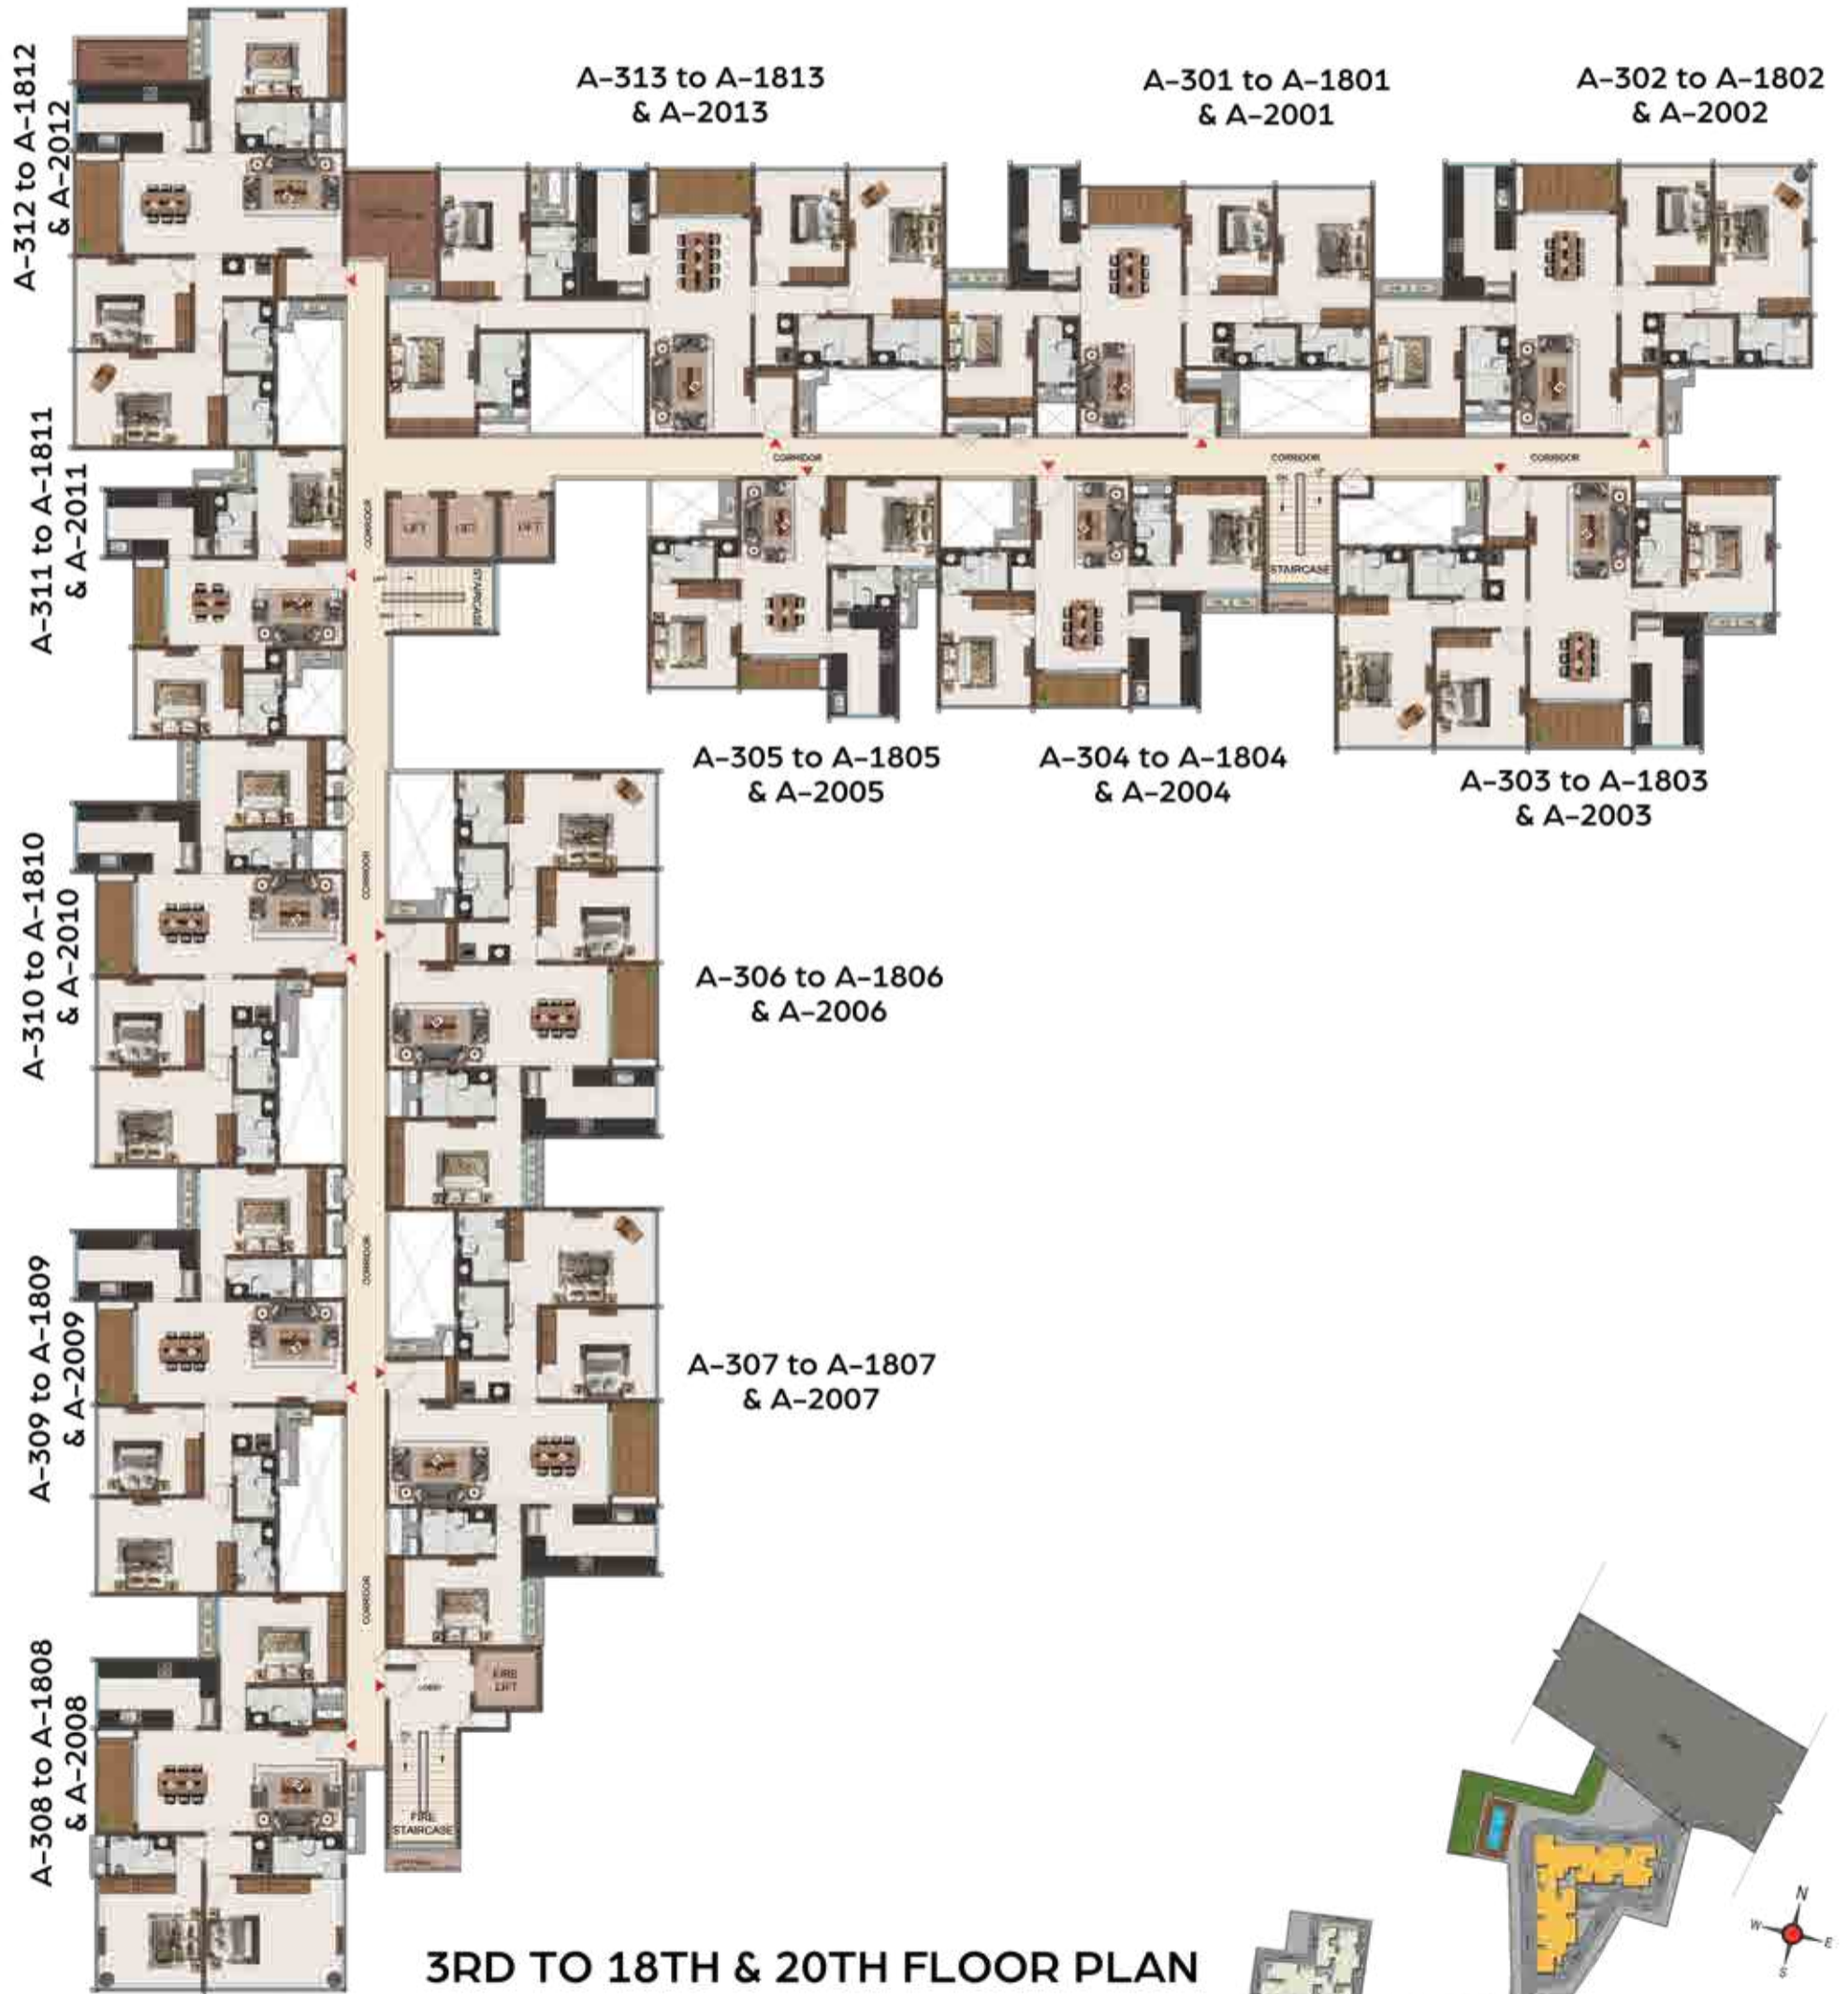 A-312 to A-1812
& A-2012
A-313 to A-1813
& A-2013
A-301 to A-1801
& A-2001
A-302 to A-1802
& A-2002
A-311 to A-1811
& A-2011
CORRIDOR
CORRIDOR
CORRIDOR
CORRIDOR
LIFT
LIFT
LIFT
STAIRCASE
STAIRCASE
A-305 to A-1805
& A-2005
A-304 to A-1804
& A-2004
A-303 to A-1803
& A-2003
A-310 to A-1810
& A-2010
CORRIDOR
A-306 to A-1806
& A-2006
A-309 to A-1809
& A-2009
CORRIDOR
A-307 to A-1807
& A-2007
CORRIDOR
A-308 to A-1808
& A-2008
LOBBY
FIRE
LIFT
FIRE
STAIRCASE
3RD TO 18TH & 20TH FLOOR PLAN
N
W
E
S